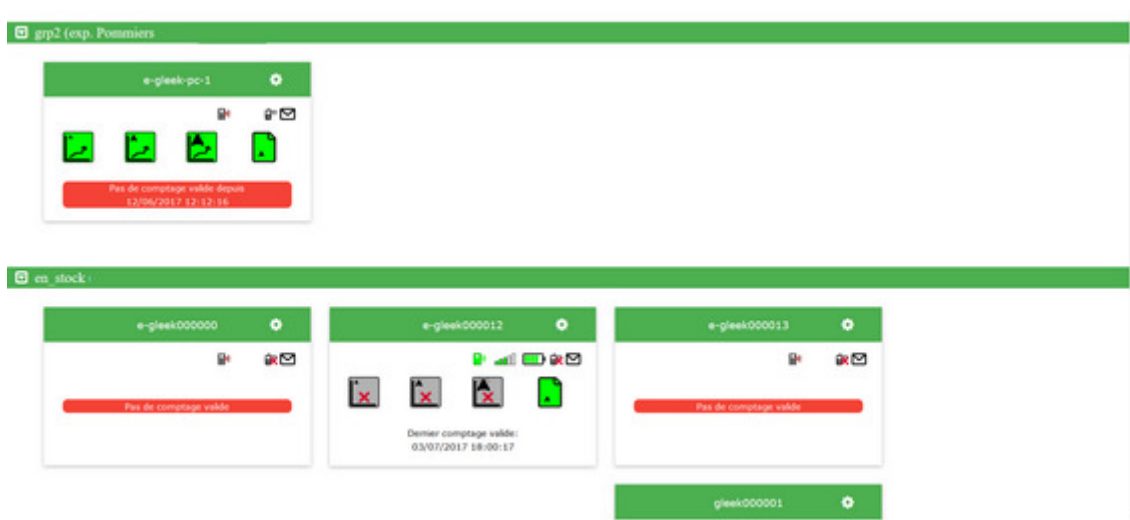 grp2 (exp. Pommiers
e-gleek-pc-1
Pas de comptage valide depuis
12/06/2017 12:12:16
en_stock
e-gleek000000
e-gleek000012
e-gleek000013
Pas de comptage valide
Dernier comptage valide:
03/07/2017 18:00:17
Pas de comptage valide
gleek000001